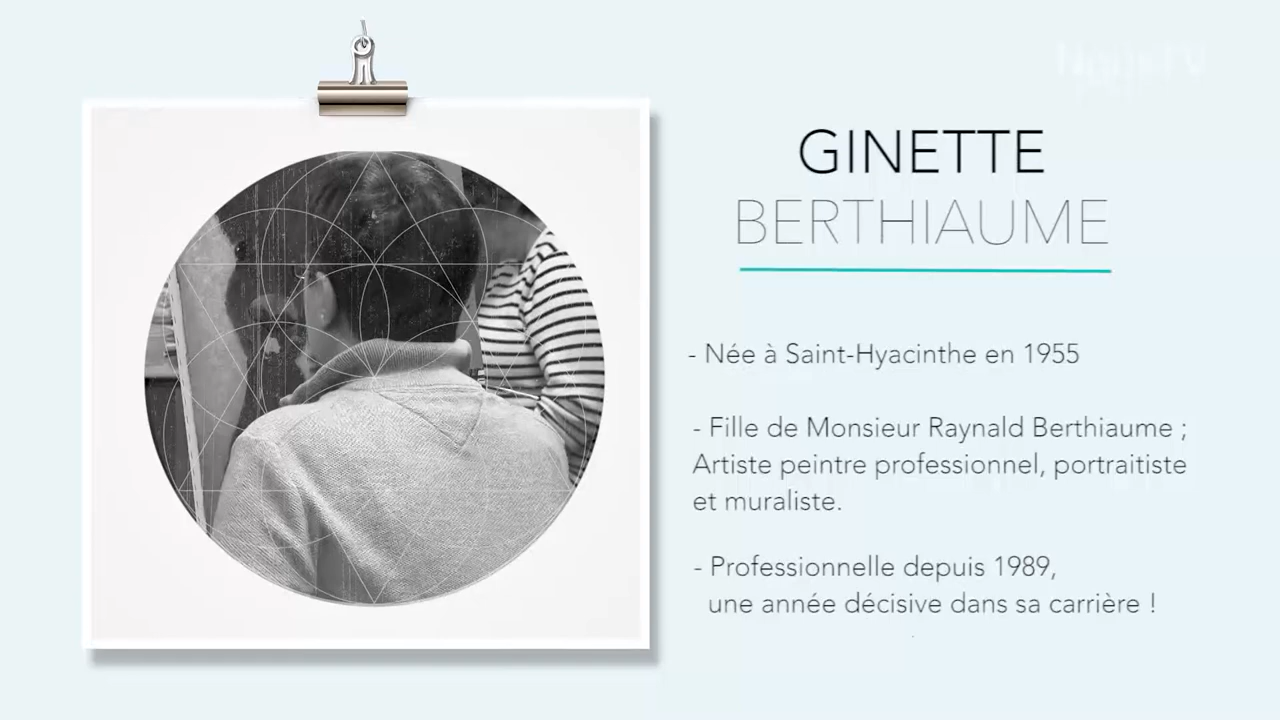 GINETTE
BERTHIAUME
- Née à Saint-Hyacinthe en 1955
- Fille de Monsieur Raynald Berthiaume ;
Artiste peintre professionnel, portraitiste
et muraliste.
- Professionnelle depuis 1989,
une année décisive dans sa carrière !